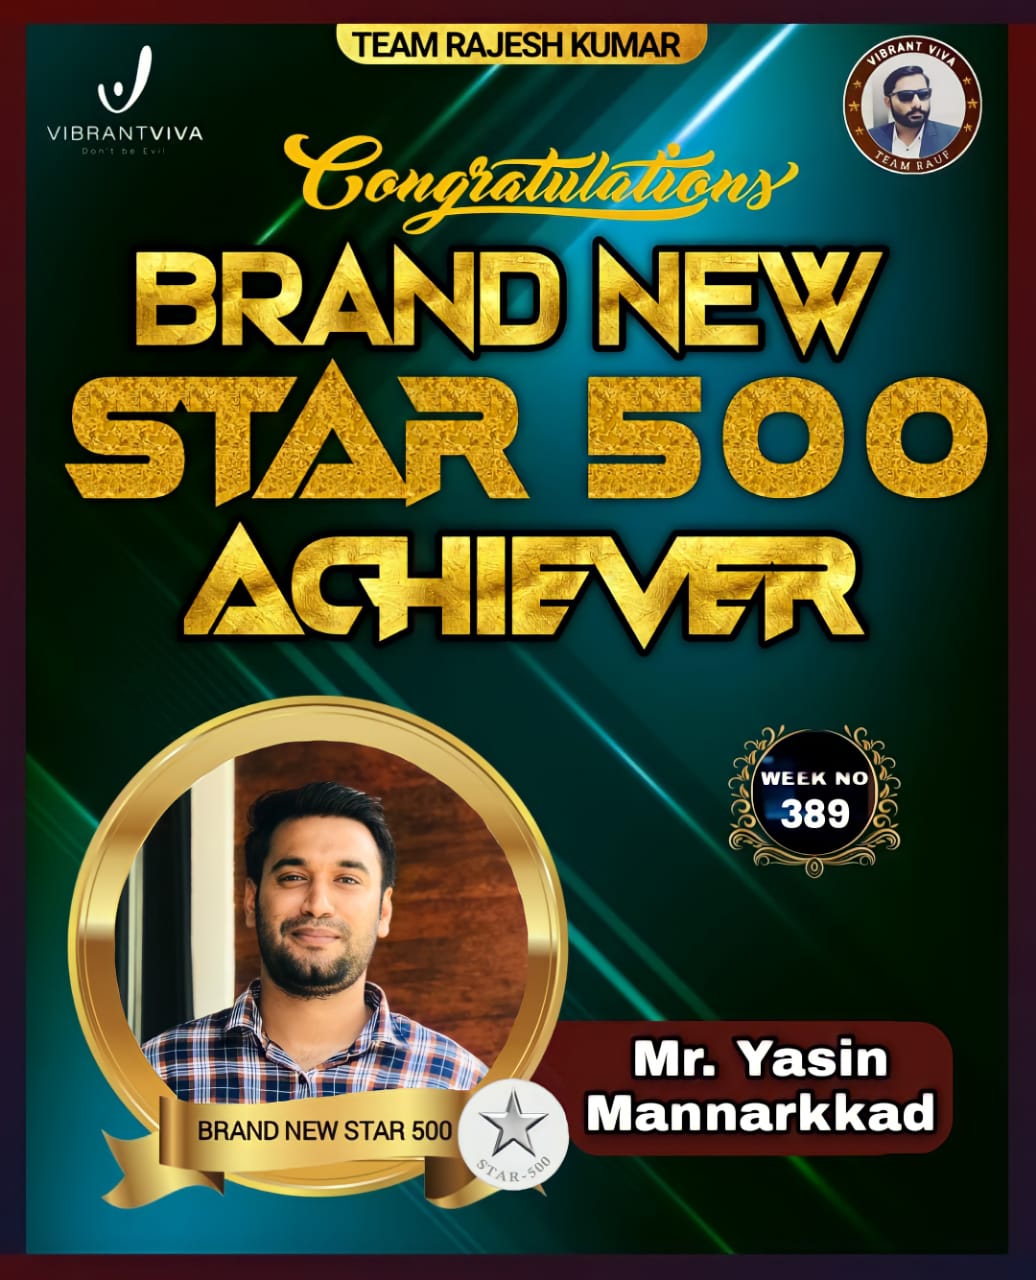 TEAM RAJESH KUMAR
VIBRANTVIVA
Don't be Evil
VIBRANT VIVA
TEAM RAUF
Congratulations
BRAND NEW
STAR 500
ACHIEVER
WEEK NO
389
Mr. Yasin
Mannarkkad
BRAND NEW STAR 500
STAR-500